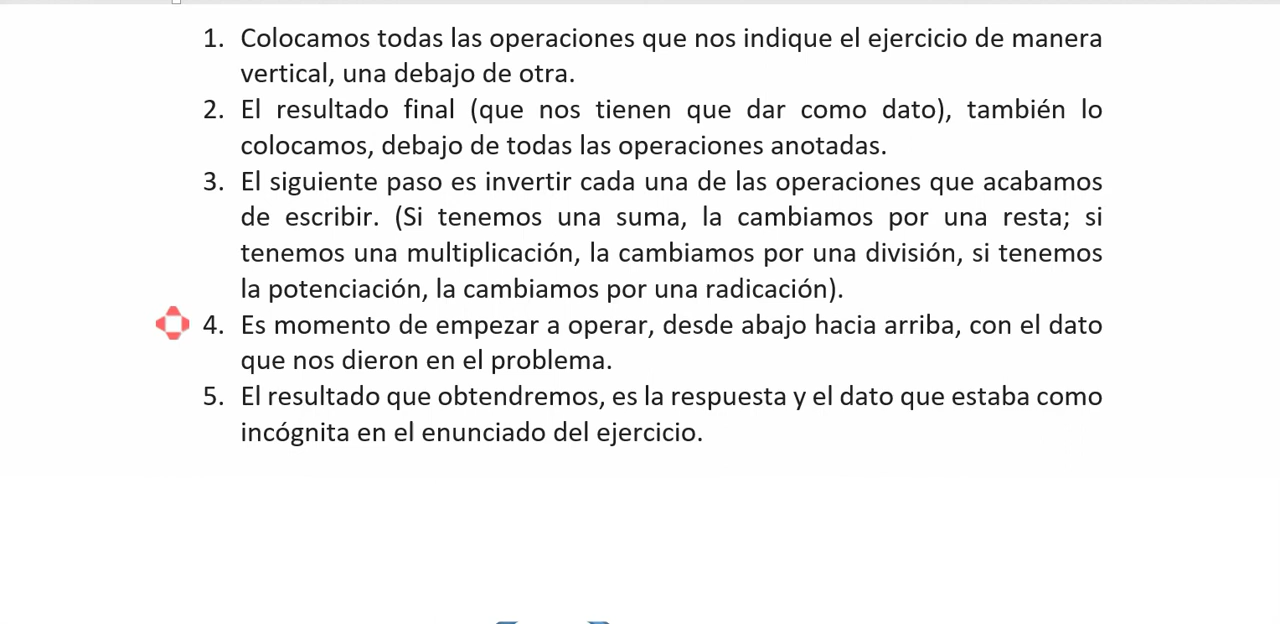 1. Colocamos todas las operaciones que nos indique el ejercicio de manera
vertical, una debajo de otra.
2. El resultado final (que nos tienen que dar como dato), también lo
colocamos, debajo de todas las operaciones anotadas.
3. El siguiente paso es invertir cada una de las operaciones que acabamos
de escribir. (Si tenemos una suma, la cambiamos por una resta; si
tenemos una multiplicación, la cambiamos por una división, si tenemos
la potenciación, la cambiamos por una radicación).
4. Es momento de empezar a operar, desde abajo hacia arriba, con el dato
que nos dieron en el problema.
5. El resultado que obtendremos, es la respuesta y el dato que estaba como
incógnita en el enunciado del ejercicio.